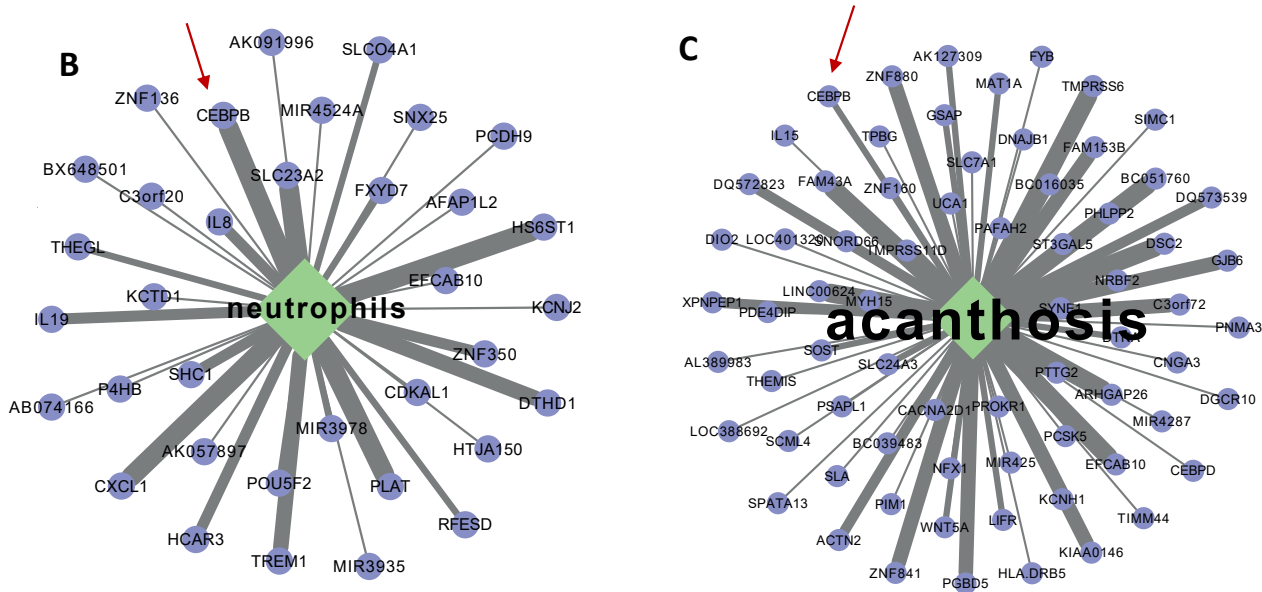 B
AK091996
SLCO4A1
ZNF136
CEBPB
MIR4524A
SNX25
PCDH9
BX648501
SLC23A2
C3orf20
FXYD7
AFAP1L2
IL8
HS6ST1
THEGL
EFCAB10
KCTD1
neutrophils
KCNJ2
IL19
ZNF350
SHC1
P4HB
CDKAL1
AB074166
DTHD1
MIR3978
HTJA150
AK057897
CXCL1
POU5F2
PLAT
RFESD
HCAR3
TREM1
MIR3935
C
AK127309
FYB
ZNF880
MAT1A
TMPRSS6
CEBPB
GSAP
SIMC1
IL15
TPBG
DNAJB1
FAM153B
SLC7A1
DQ572823
FAM43A
ZNF160
BC016035
BC051760
DQ573539
UCA1
PHLPP2
PAFAH2
DIO2
LOC401320
SNORD66
TMPRSS11D
ST3GAL5
DSC2
GJB6
NRBF2
LINC00624
XPNPEP1
PDE4DIP
MYH15
SYNE1
C3orf72
acanthosis
PNMA3
DTNA
SOST
AL389983
SLC24A3
CNGA3
THEMIS
PTTG2
ARHGAP26
DGCR10
PSAPL1
CACNA2D1
PROKR1
MIR4287
LOC388692
SCML4
BC039483
PCSK5
NFX1
MIR425
EFCAB10
CEBPD
SLA
SPATA13
PIM1
KCNH1
WNT5A
LIFR
TIMM44
ACTN2
KIAA0146
ZNF841
PGBD5
HLA.DRB5